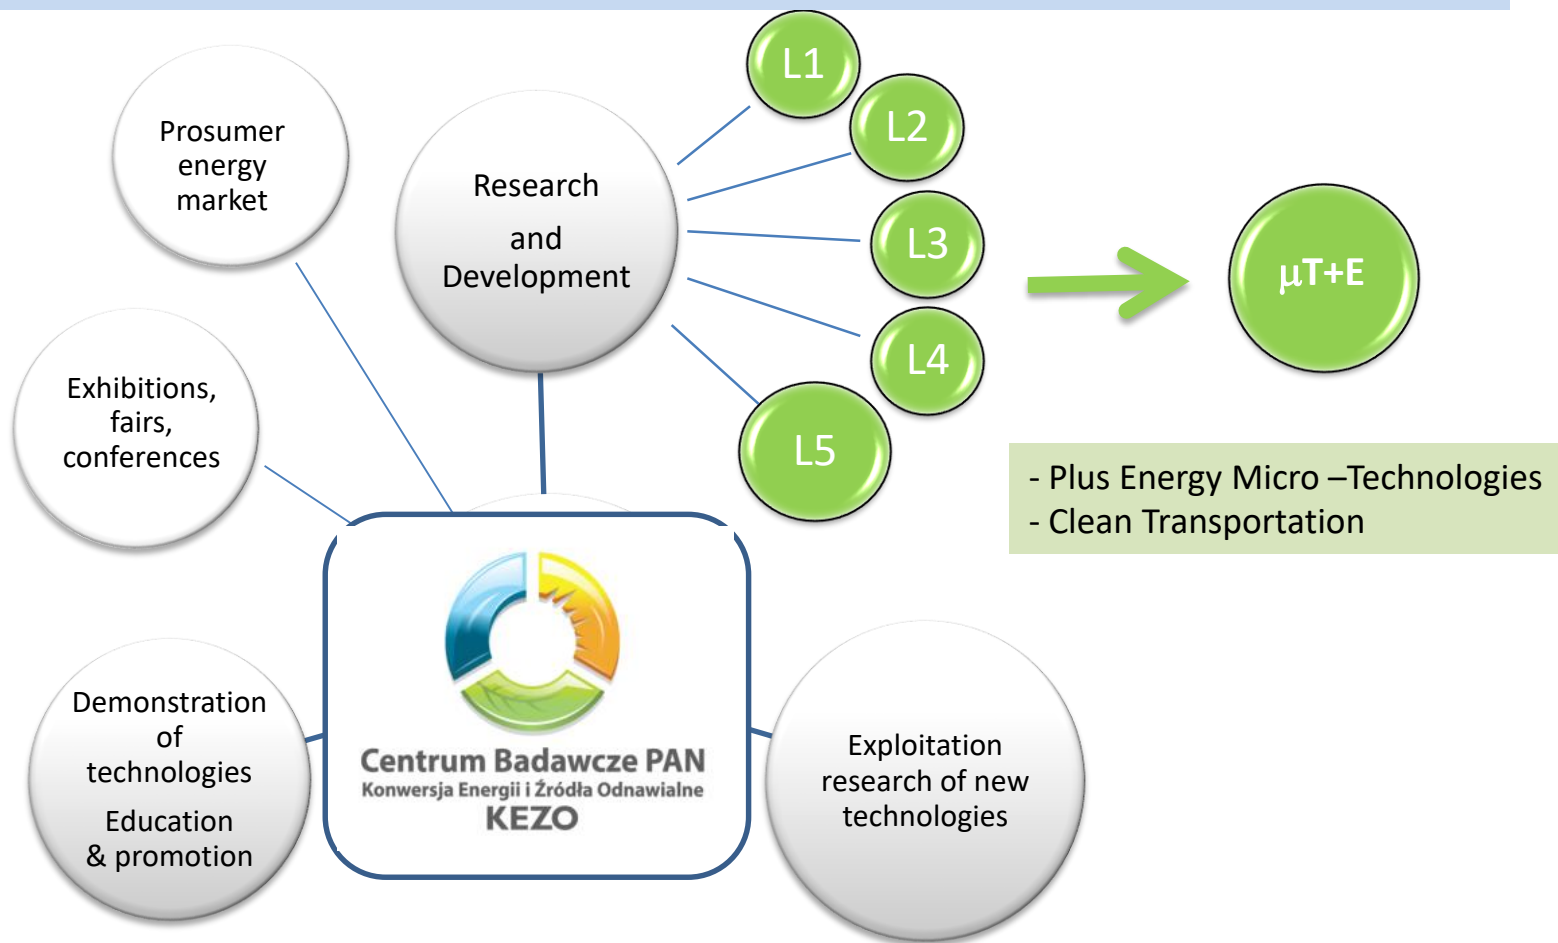 Prosumer
energy
market
Research
and
Development
L1
L2
L3
L4
L5
μT+E
Exhibitions,
fairs,
conferences
- Plus Energy Micro –Technologies
- Clean Transportation
Demonstration
of
technologies
Education
& promotion
Centrum Badawcze PAN
Konwersja Energii i Źródła Odnawialne
KEZO
Exploitation
research of new
technologies